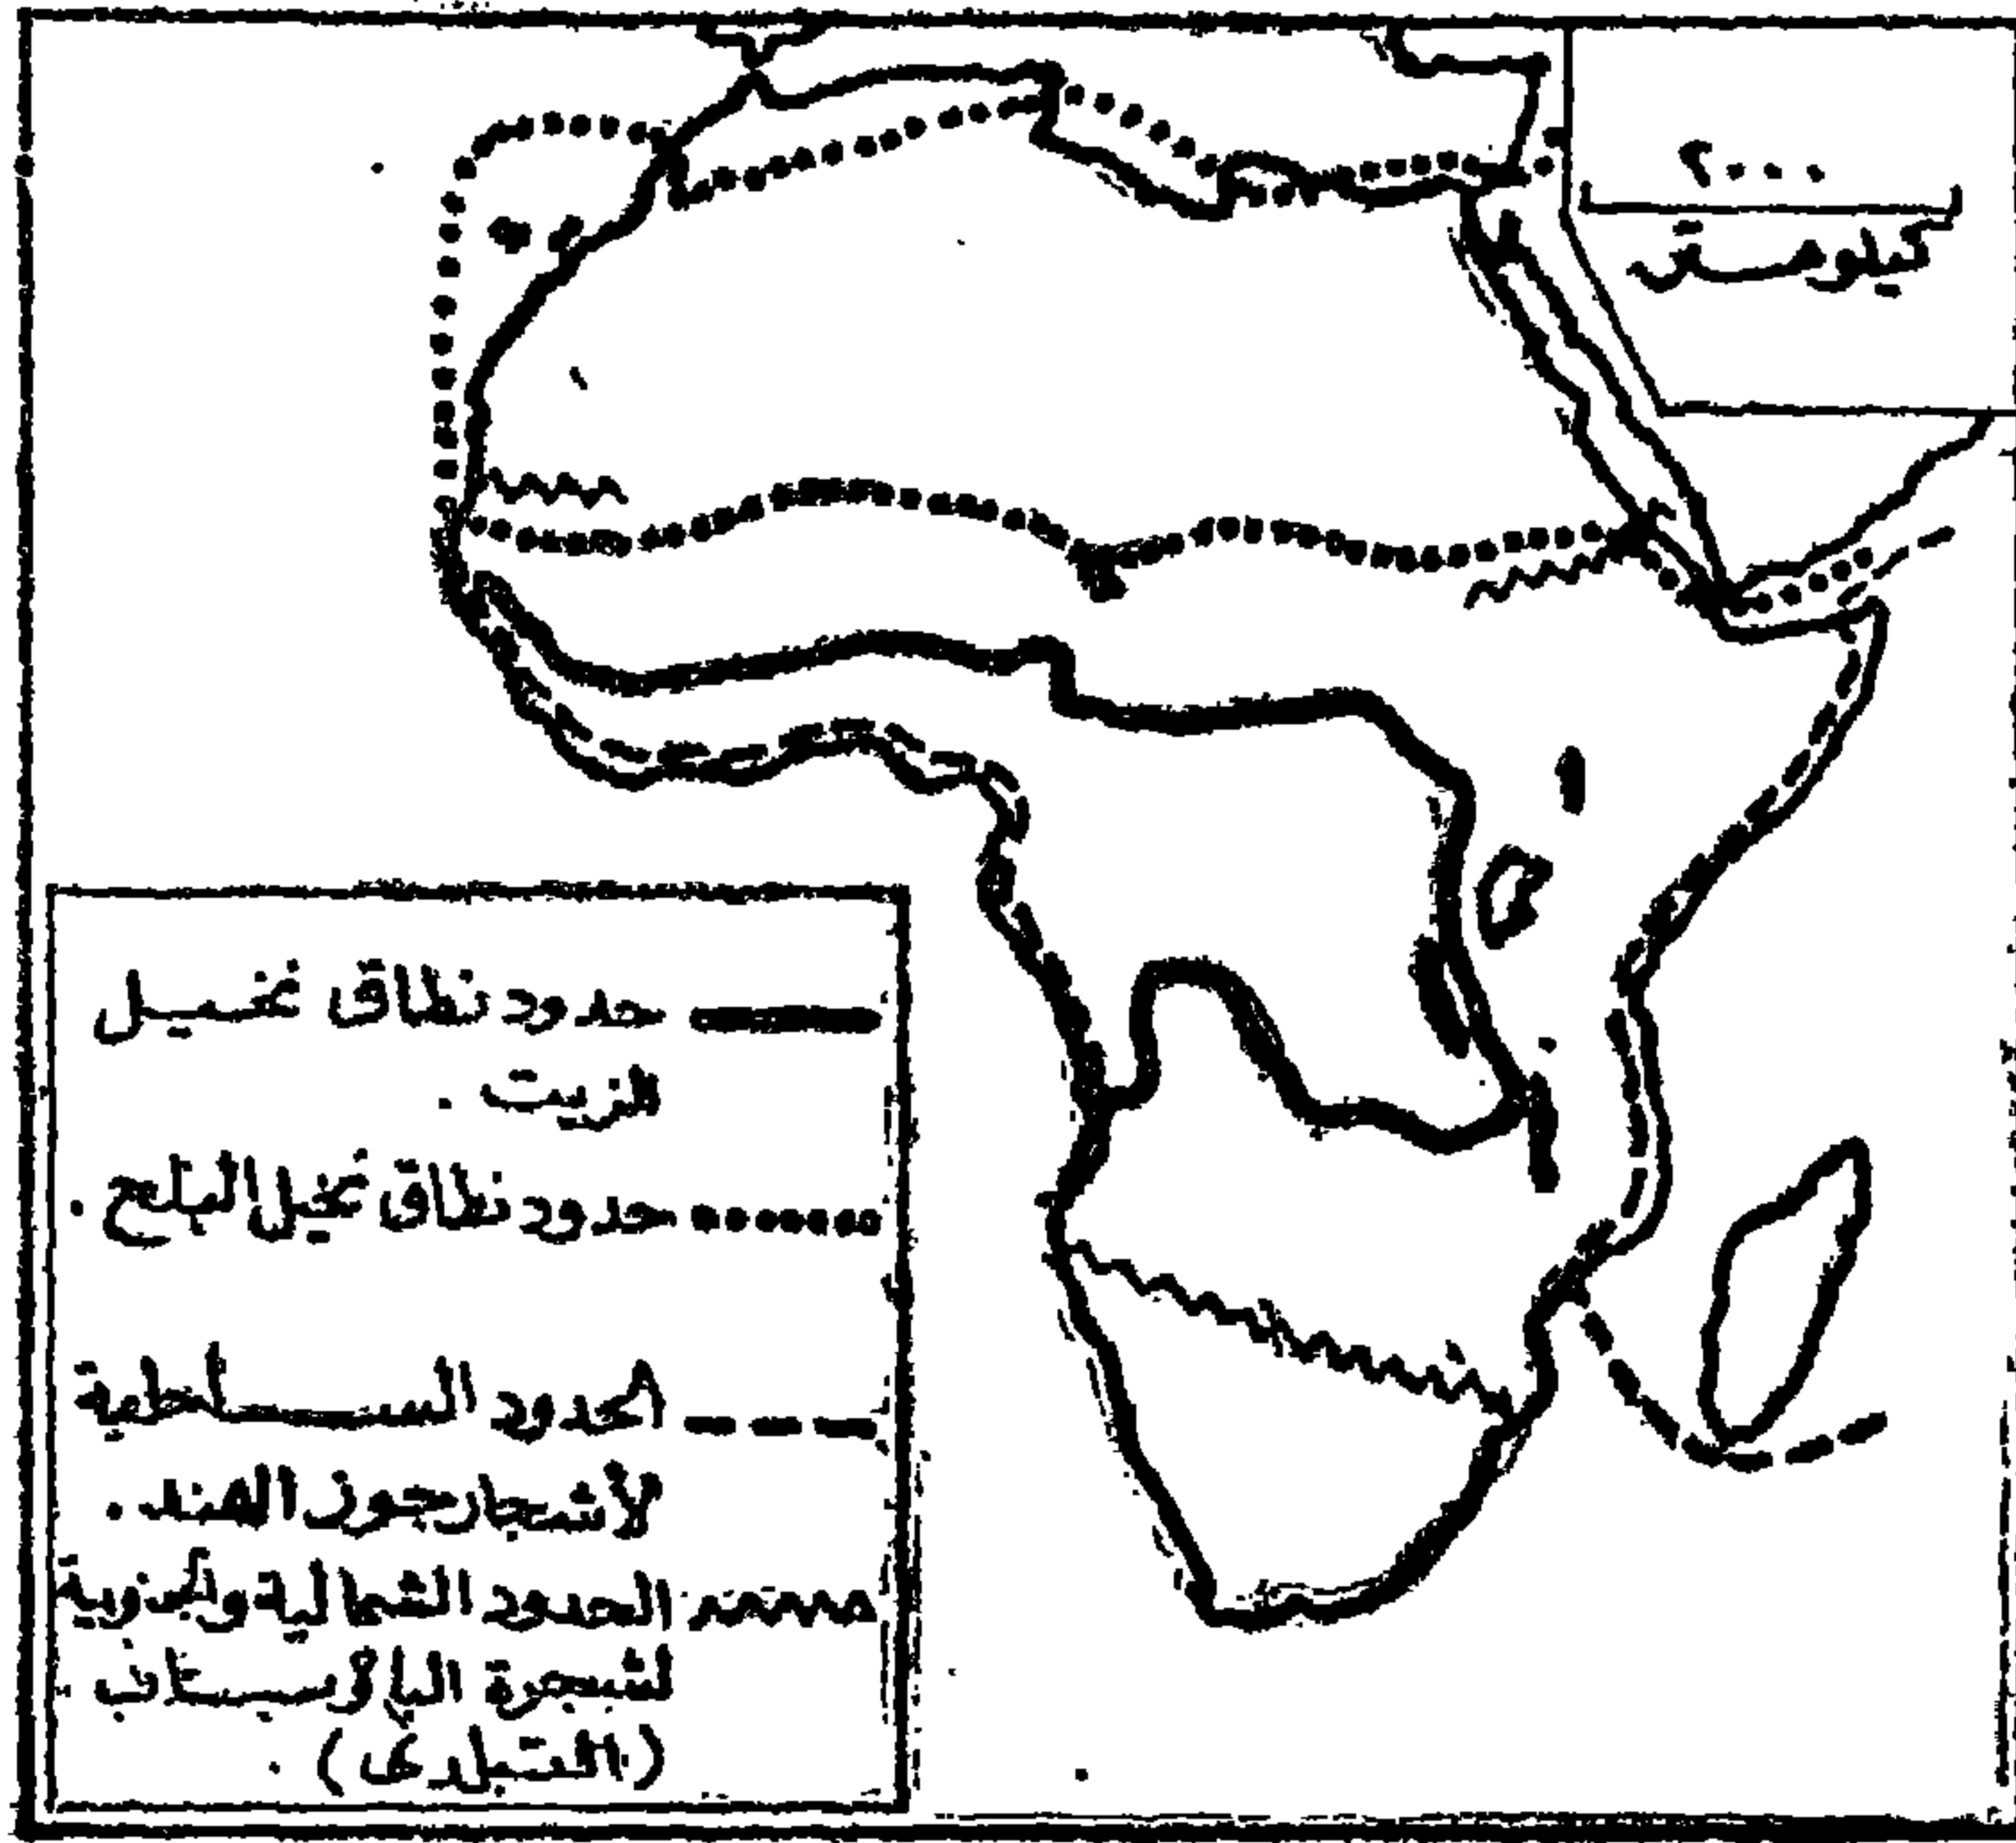 ٢٠٠٠
كيلومتر
حدود نطاق نخيل
الزيت .
حدود نطاق نخيل البلح .
الحدود الساحلية
لأشجار جوز الهند .
الحدود الشمالية والجنوبية
لشجرة الباؤباب
(التبلدى) .